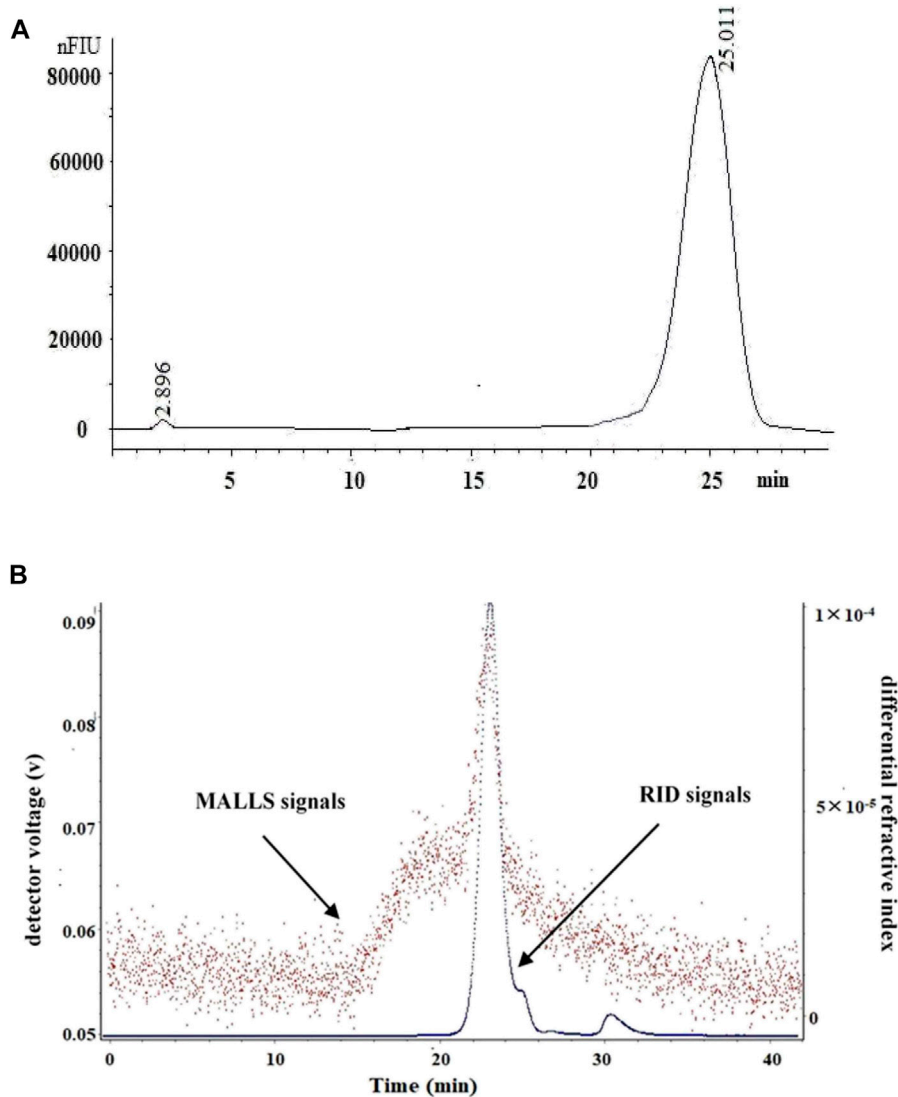 A
nFIU
80000
60000
40000
20000
0
2.896
25.011
5
10
15
20
25
min
B
0.09
0.08
0.07
0.06
0.05
detector voltage (v)
MALLS signals
RID signals
1×10-4
5×10-5
0
differential refractive index
0
20
30
40
Time (min)